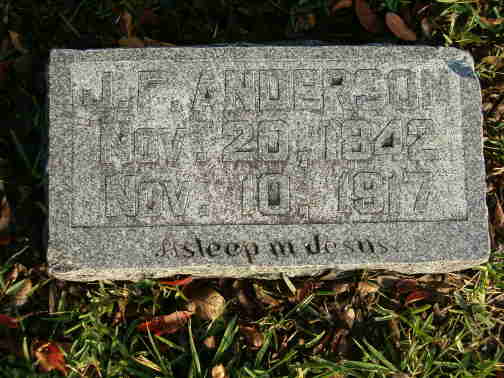 J. P. ANDERSON
NOV. 20, 1842
NOV. 10, 1917
Asleep in Jesus.